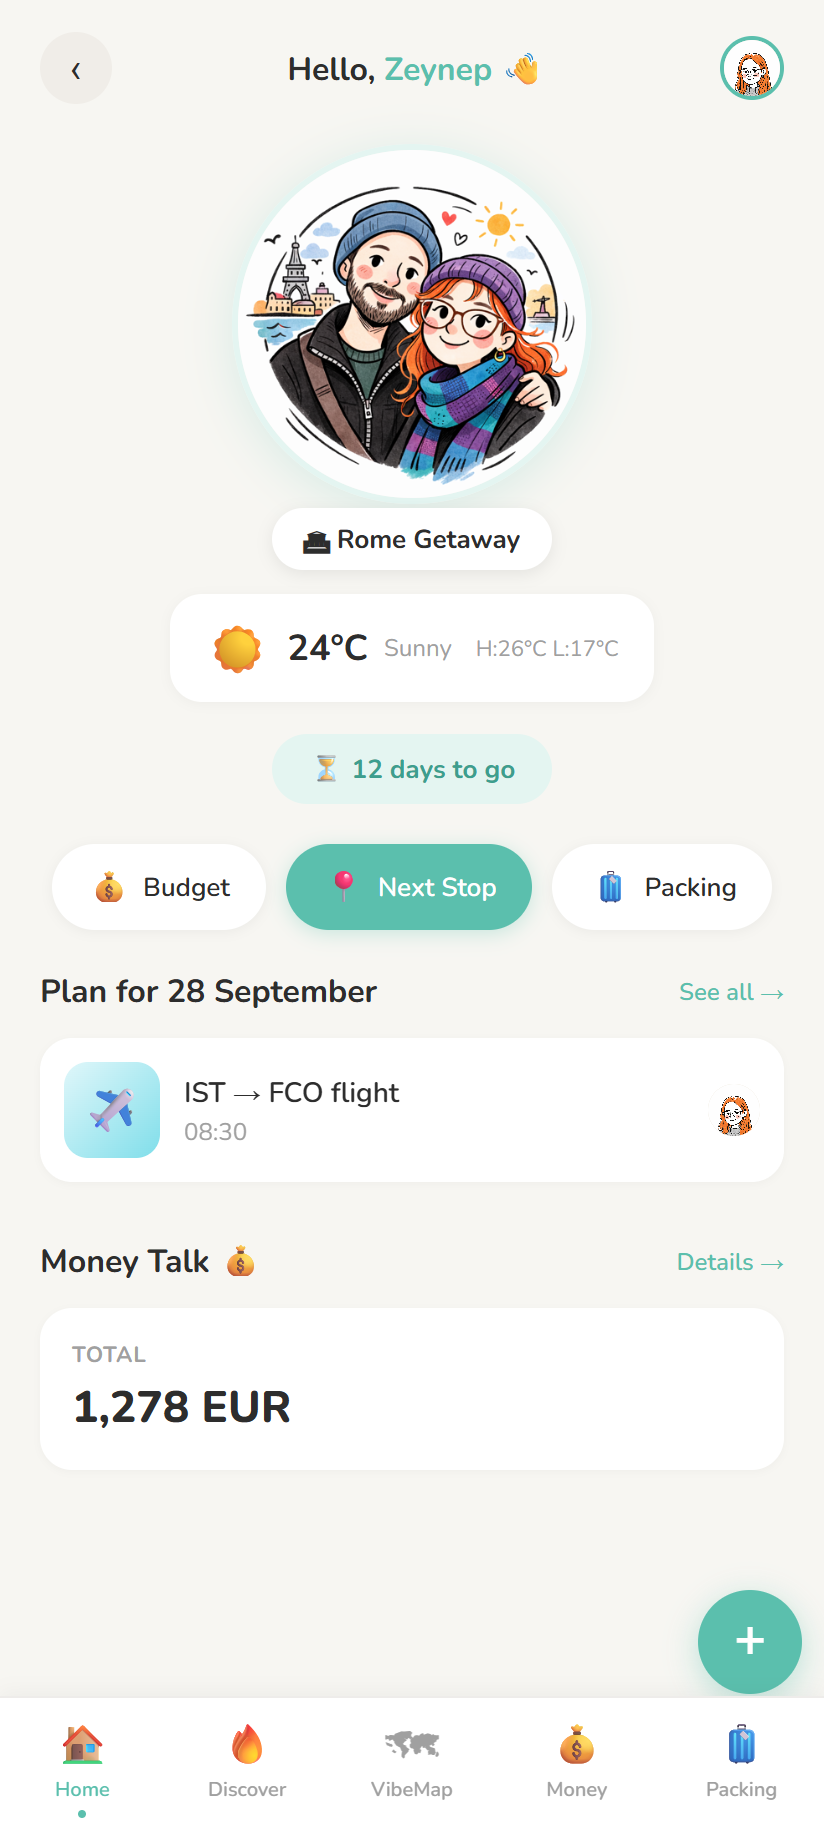 ‹
Hello, Zeynep 👋
Rome Getaway
24°C Sunny H:26°C L:17°C
⏳ 12 days to go
💰 Budget
📍 Next Stop
🧳 Packing
Plan for 28 September
See all →
IST → FCO flight
08:30
Money Talk 💰
Details →
TOTAL
1,278 EUR
+
Home
Discover
VibeMap
Money
Packing